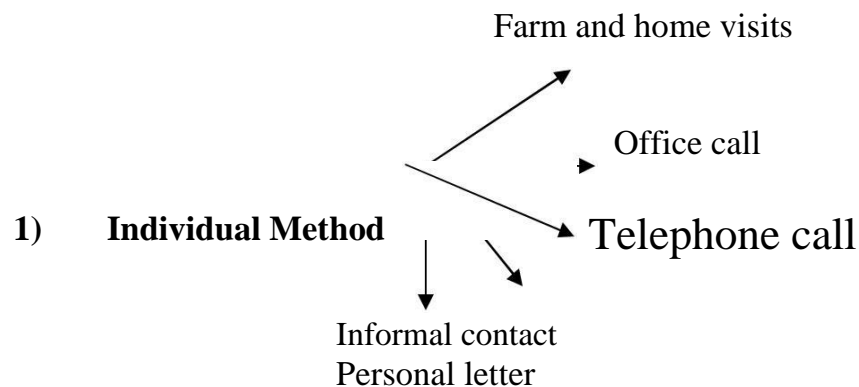 Farm and home visits
Office call
1) Individual Method
Telephone call
Informal contact
Personal letter